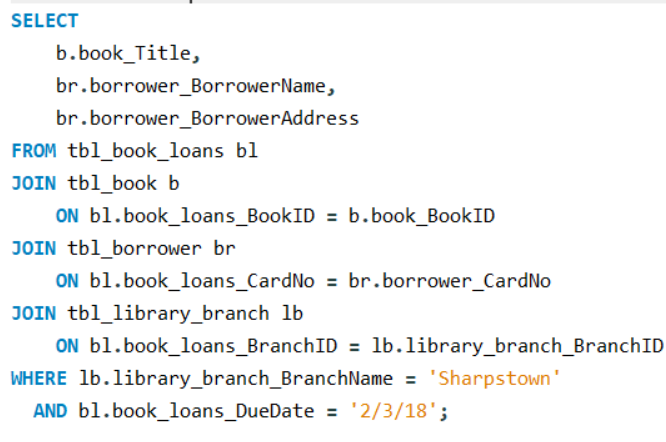 SELECT
    b.book_Title,
    br.borrower_BorrowerName,
    br.borrower_BorrowerAddress
FROM tbl_book_loans bl
JOIN tbl_book b
    ON bl.book_loans_BookID = b.book_BookID
JOIN tbl_borrower br
    ON bl.book_loans_CardNo = br.borrower_CardNo
JOIN tbl_library_branch lb
    ON bl.book_loans_BranchID = lb.library_branch_BranchID
WHERE lb.library_branch_BranchName = 'Sharpstown'
  AND bl.book_loans_DueDate = '2/3/18';